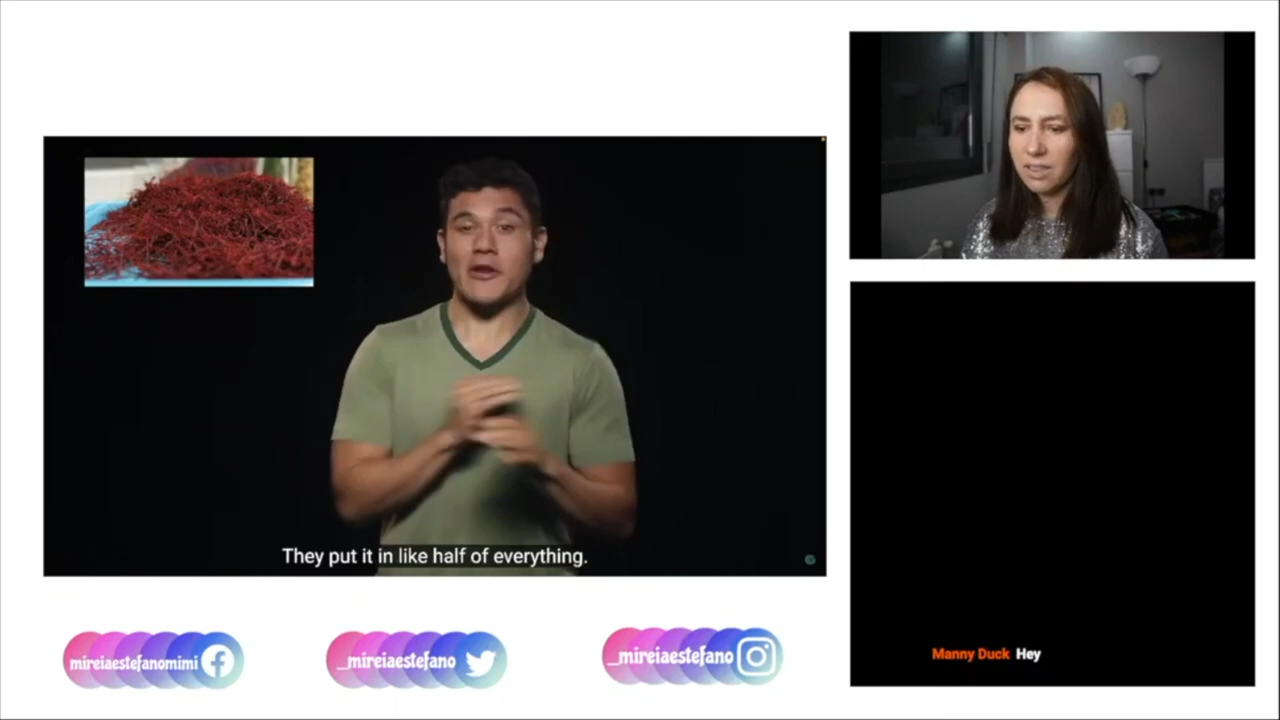 They put it in like half of everything.
mireiaestefanomimi
_mireiaestefano
_mireiaestefano
Manny Duck Hey